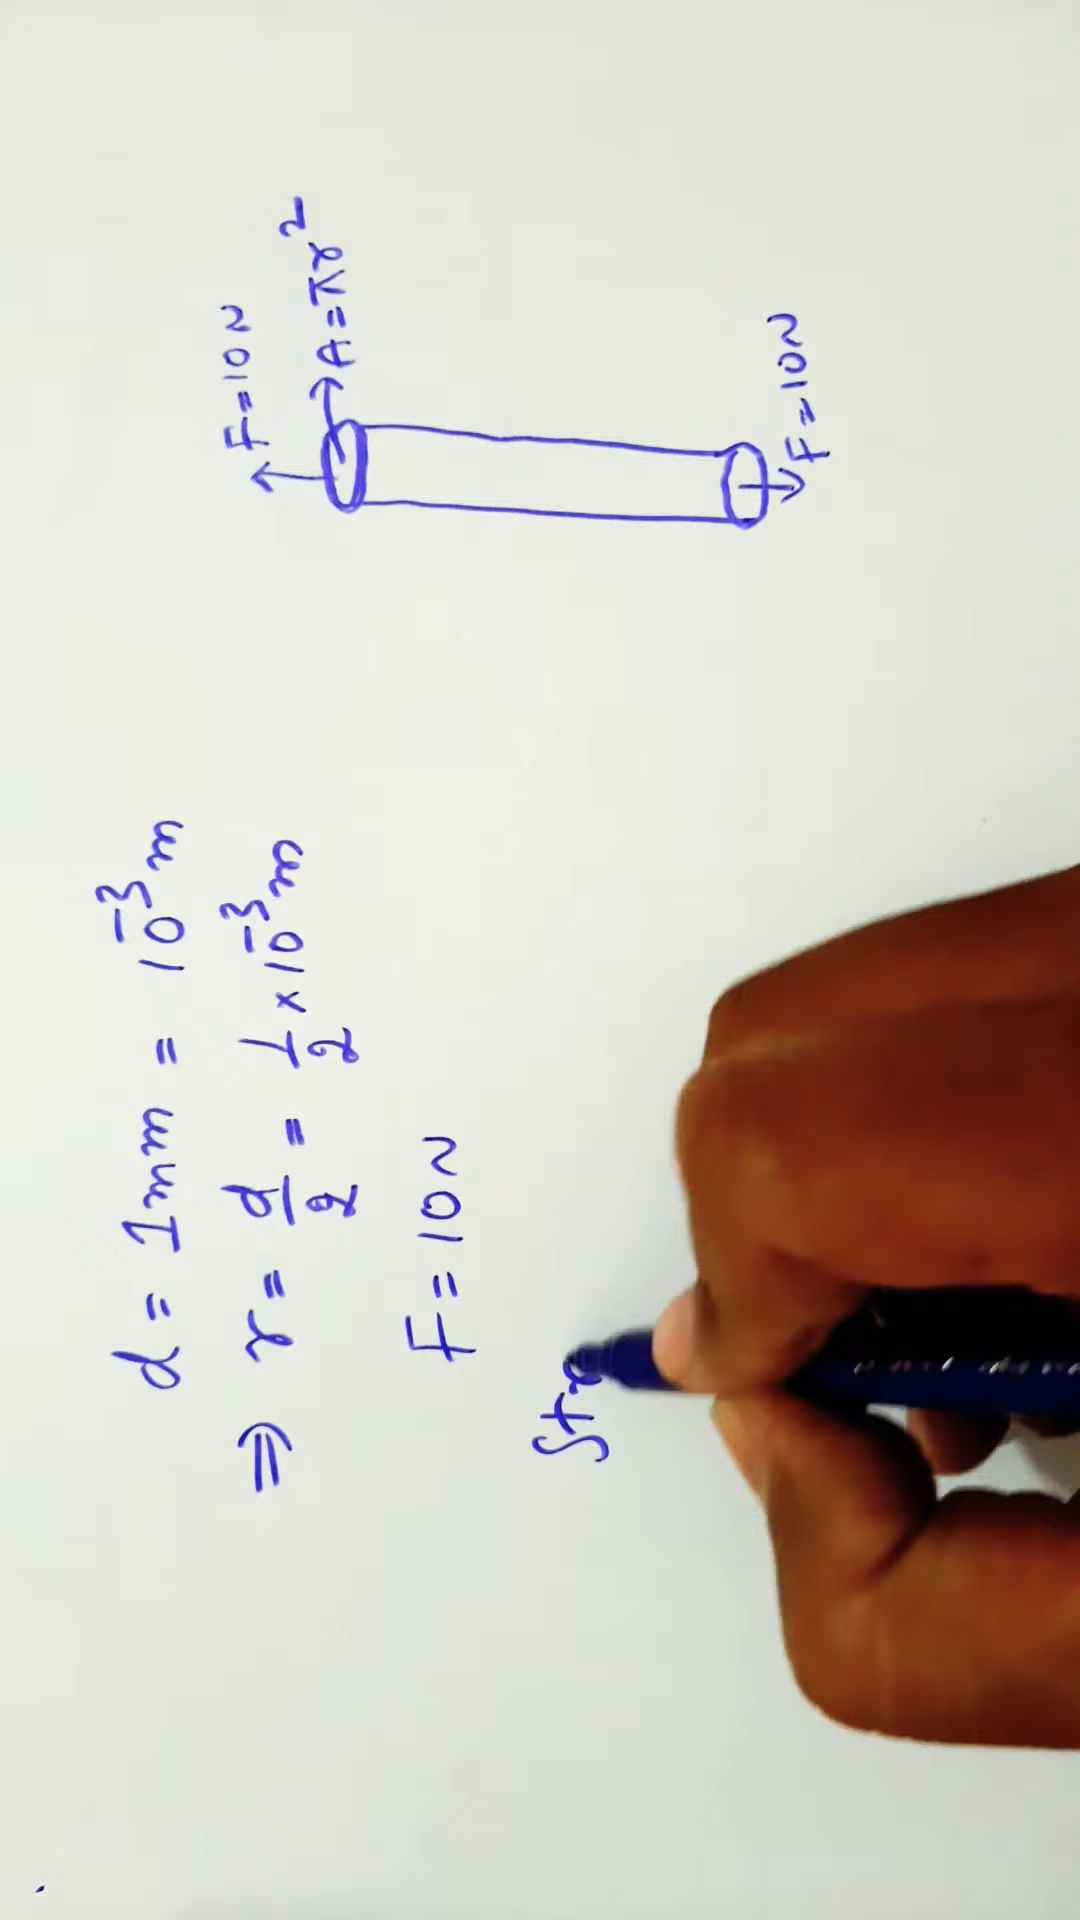 d = 1mm = 10⁻³m
⇒ r = d/2 = 1/2 × 10⁻³m
F = 10N
Str
F = 10N
A = πr²
F = 10N